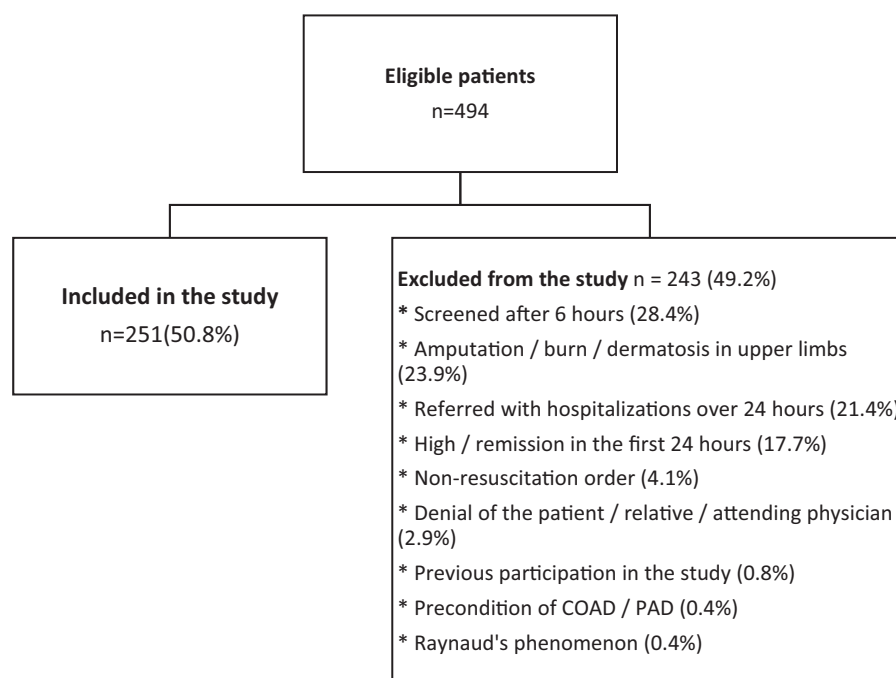 Eligible patients
n=494
Included in the study
n=251(50.8%)
Excluded from the study n = 243 (49.2%)
* Screened after 6 hours (28.4%)
* Amputation / burn / dermatosis in upper limbs
(23.9%)
* Referred with hospitalizations over 24 hours (21.4%)
* High / remission in the first 24 hours (17.7%)
* Non-resuscitation order (4.1%)
* Denial of the patient / relative / attending physician
(2.9%)
* Previous participation in the study (0.8%)
* Precondition of COAD / PAD (0.4%)
* Raynaud's phenomenon (0.4%)